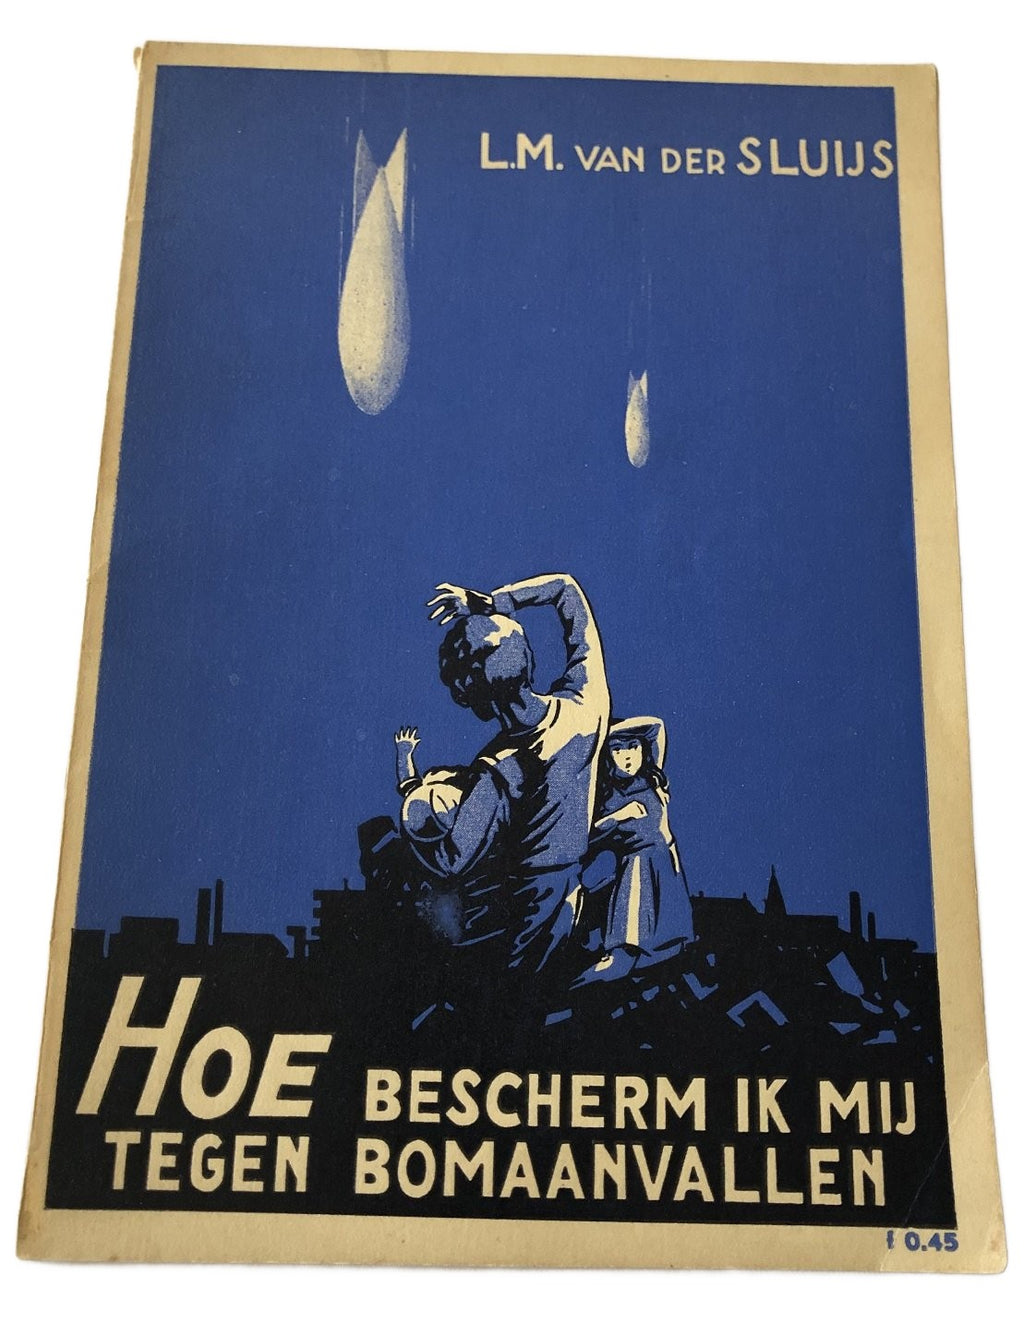 L.M. VAN DER SLUIJS
HOE BESCHERM IK MIJ
TEGEN BOMAANVALLEN
f 0.45